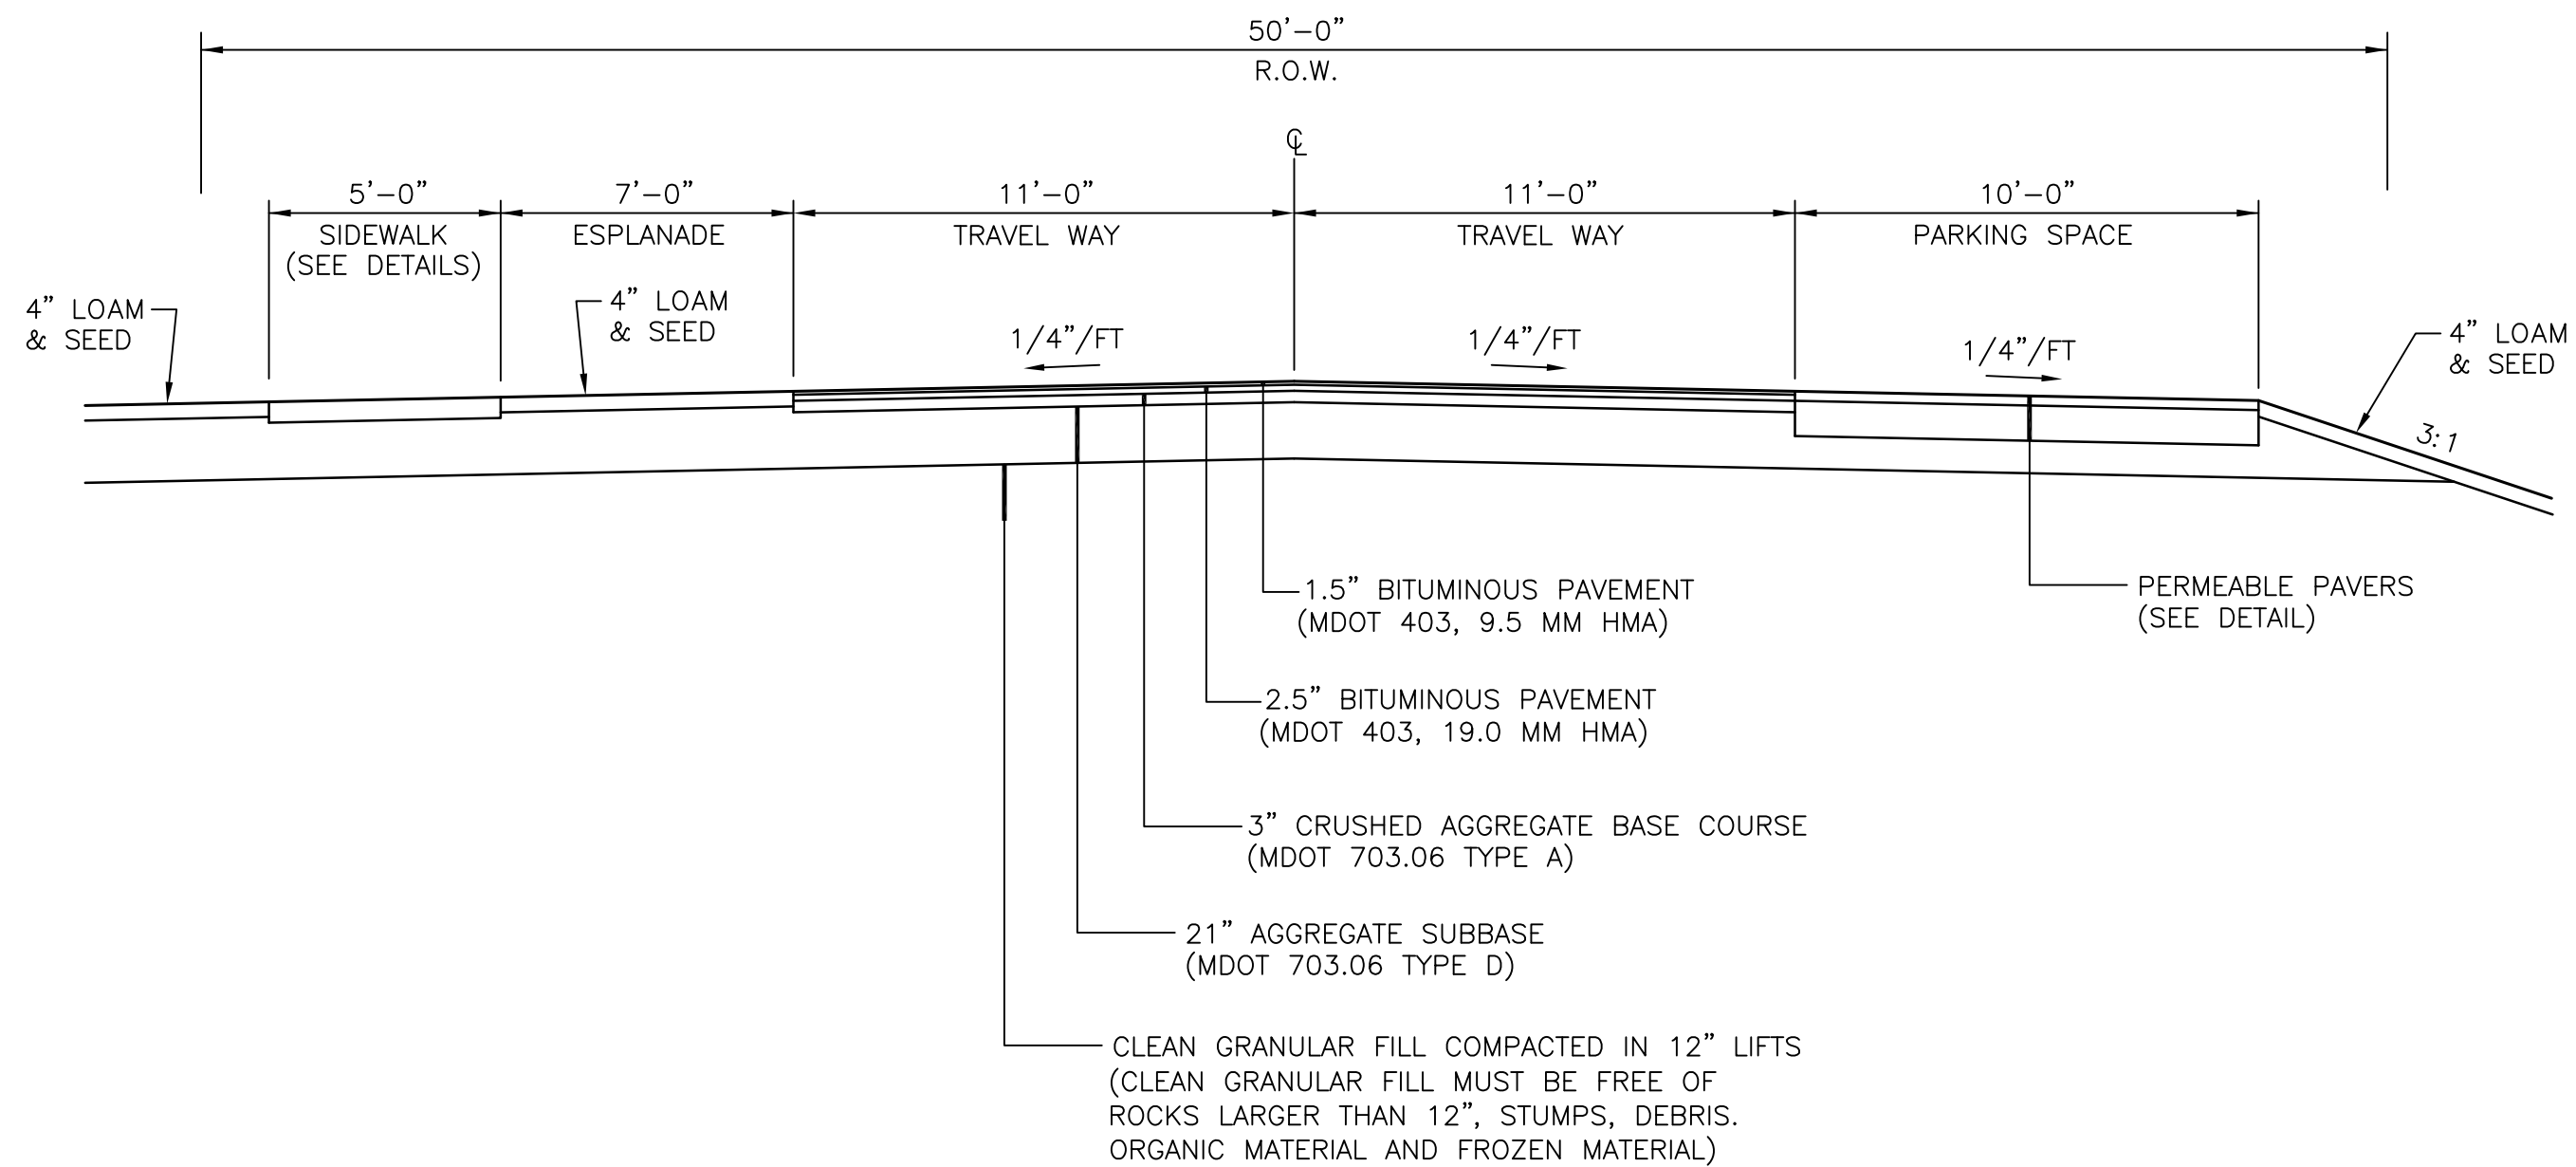 50'-0"
R.O.W.
℄
5'-0"
SIDEWALK
(SEE DETAILS)
7'-0"
ESPLANADE
11'-0"
TRAVEL WAY
11'-0"
TRAVEL WAY
10'-0"
PARKING SPACE
4" LOAM
& SEED
4" LOAM
& SEED
1/4"/FT
1/4"/FT
1/4"/FT
4" LOAM
& SEED
3:1
1.5" BITUMINOUS PAVEMENT
(MDOT 403, 9.5 MM HMA)
PERMEABLE PAVERS
(SEE DETAIL)
2.5" BITUMINOUS PAVEMENT
(MDOT 403, 19.0 MM HMA)
3" CRUSHED AGGREGATE BASE COURSE
(MDOT 703.06 TYPE A)
21" AGGREGATE SUBBASE
(MDOT 703.06 TYPE D)
CLEAN GRANULAR FILL COMPACTED IN 12" LIFTS
(CLEAN GRANULAR FILL MUST BE FREE OF
ROCKS LARGER THAN 12", STUMPS, DEBRIS.
ORGANIC MATERIAL AND FROZEN MATERIAL)